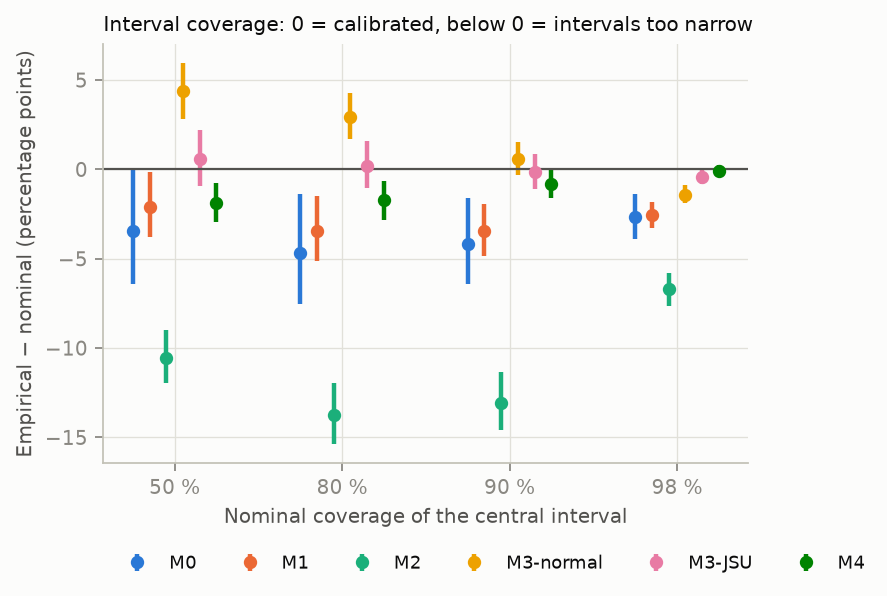 Interval coverage: 0 = calibrated, below 0 = intervals too narrow
Empirical − nominal (percentage points)
5
0
−5
−10
−15
50 % 80 % 90 % 98 %
Nominal coverage of the central interval
M0 M1 M2 M3-normal M3-JSU M4